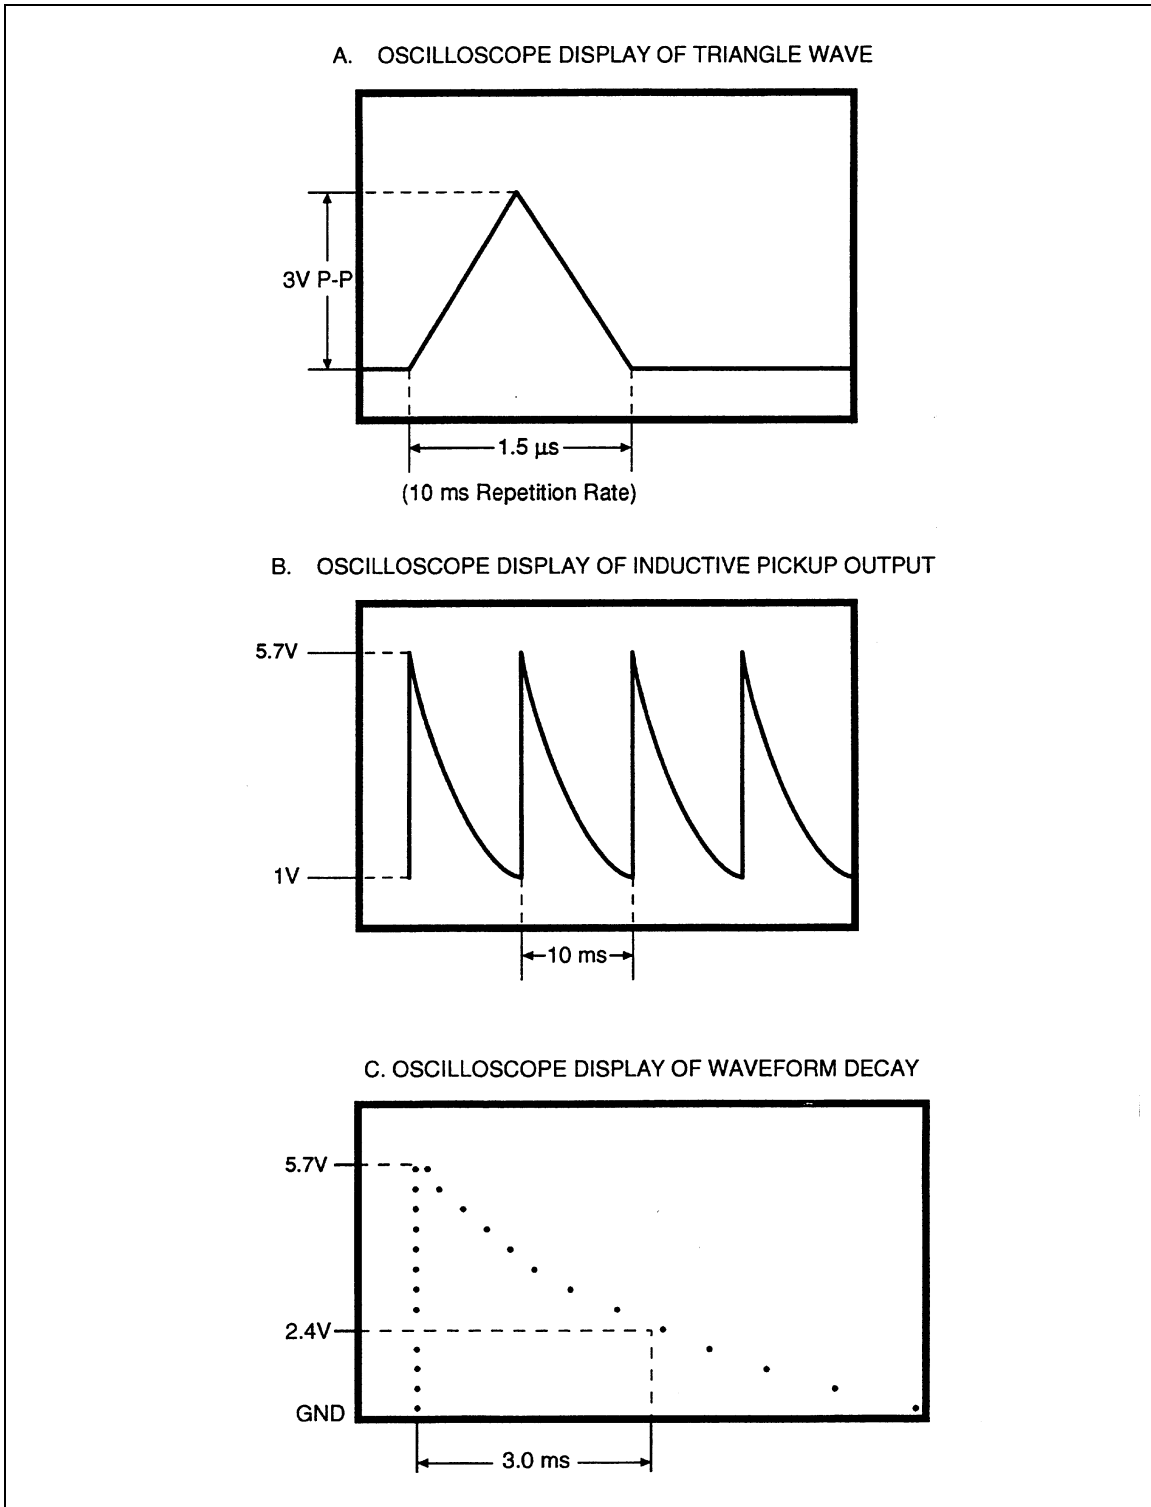 A. OSCILLOSCOPE DISPLAY OF TRIANGLE WAVE
3V P-P
1.5 µs
(10 ms Repetition Rate)
B. OSCILLOSCOPE DISPLAY OF INDUCTIVE PICKUP OUTPUT
5.7V
1V
10 ms
C. OSCILLOSCOPE DISPLAY OF WAVEFORM DECAY
5.7V
2.4V
GND
3.0 ms